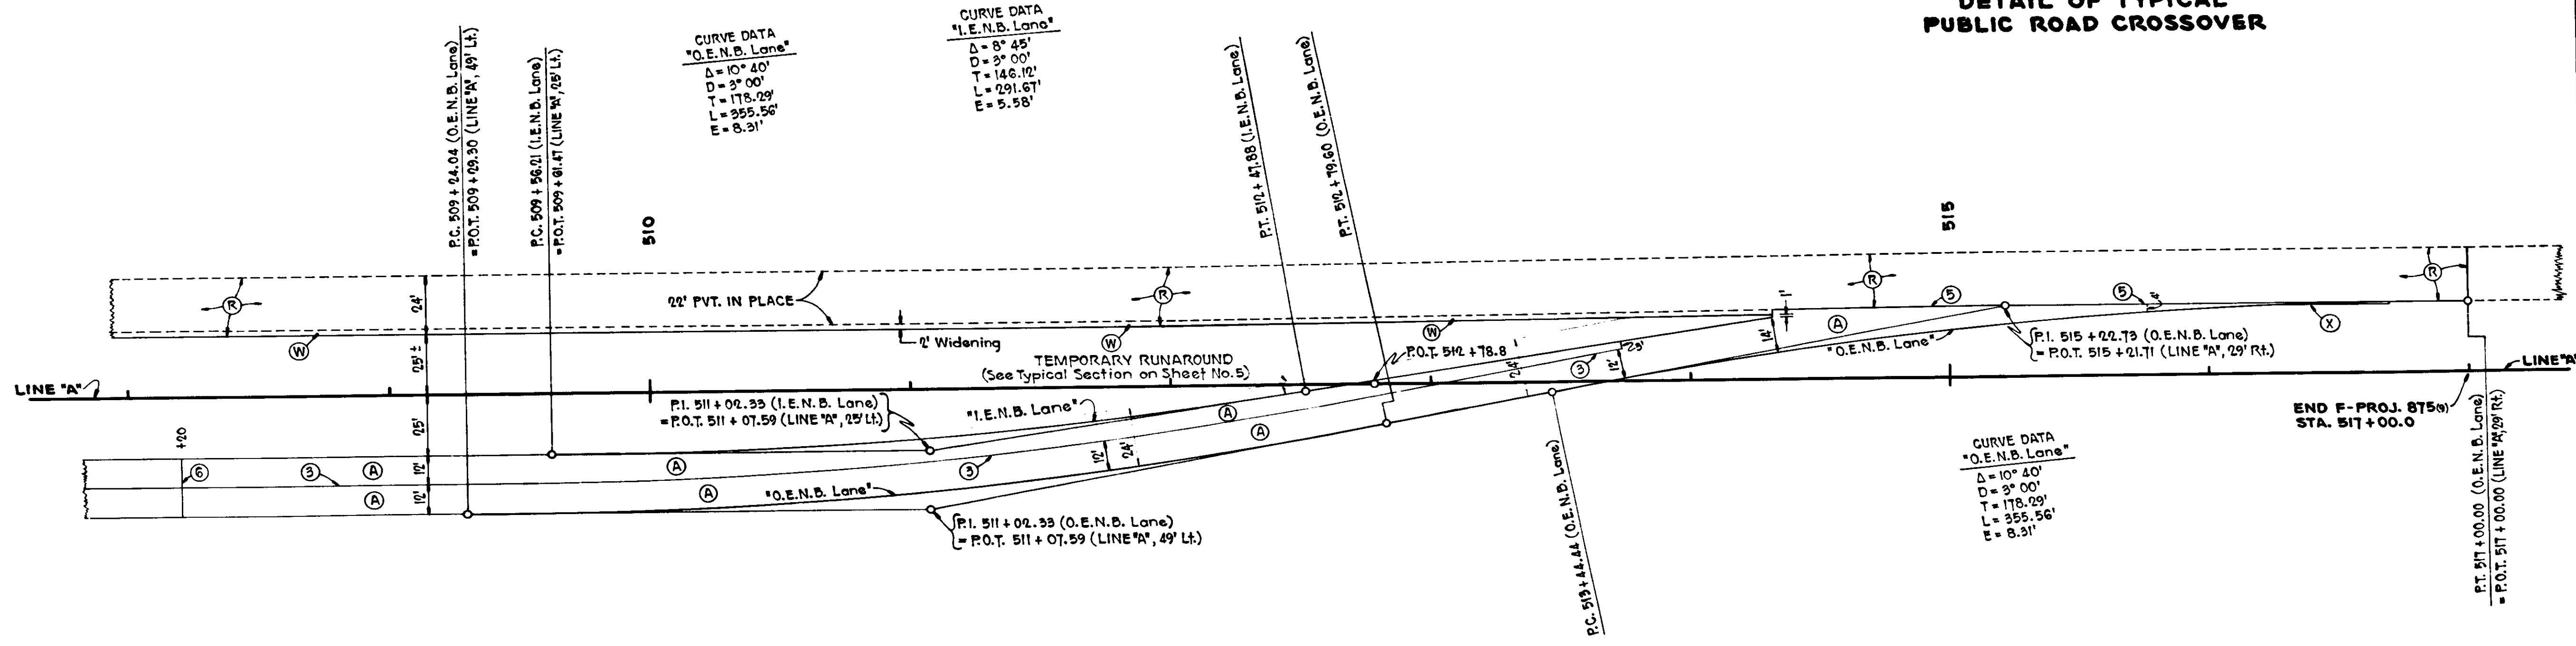 DETAIL OF TYPICAL
PUBLIC ROAD CROSSOVER
CURVE DATA
"O.E.N.B. Lane"
Δ = 10° 40'
D = 3° 00'
T = 178.29'
L = 355.56'
E = 8.31'
CURVE DATA
"I.E.N.B. Lane"
Δ = 8° 45'
D = 3° 00'
T = 146.12'
L = 291.67'
E = 5.58'
P.C. 509 + 24.04 (O.E.N.B. Lane)
= P.O.T. 509 + 29.30 (LINE "A", 49' Lt.)
P.C. 509 + 56.21 (I.E.N.B. Lane)
= P.O.T. 509 + 61.47 (LINE "A", 25' Lt.)
510
P.T. 512 + 47.88 (I.E.N.B. Lane)
P.T. 512 + 79.60 (O.E.N.B. Lane)
515
R
24'
22' PVT. IN PLACE
R
R
R
W
2' Widening
W
W
1'
5
5
4'
A
X
25' ±
TEMPORARY RUNAROUND
(See Typical Section on Sheet No. 5)
P.O.T. 512 + 78.8
23'
3
12'
24'
14'
"O.E.N.B. Lane"
P.I. 515 + 22.73 (O.E.N.B. Lane)
= P.O.T. 515 + 21.71 (LINE "A", 29' Rt.)
LINE "A"
LINE "A"
P.I. 511 + 02.33 (I.E.N.B. Lane)
= P.O.T. 511 + 07.59 (LINE "A", 25' Lt.)
"I.E.N.B. Lane"
1'
A
A
END F-PROJ. 875(9)
STA. 517 + 00.0
+20
25'
6
3
A
12'
A
3
12'
24'
A
12'
A
"O.E.N.B. Lane"
P.I. 511 + 02.33 (O.E.N.B. Lane)
= P.O.T. 511 + 07.59 (LINE "A", 49' Lt.)
P.C. 513 + 44.44 (O.E.N.B. Lane)
CURVE DATA
"O.E.N.B. Lane"
Δ = 10° 40'
D = 3° 00'
T = 178.29'
L = 355.56'
E = 8.31'
P.T. 517 + 00.00 (O.E.N.B. Lane)
= P.O.T. 517 + 00.00 (LINE "A", 29' Rt.)